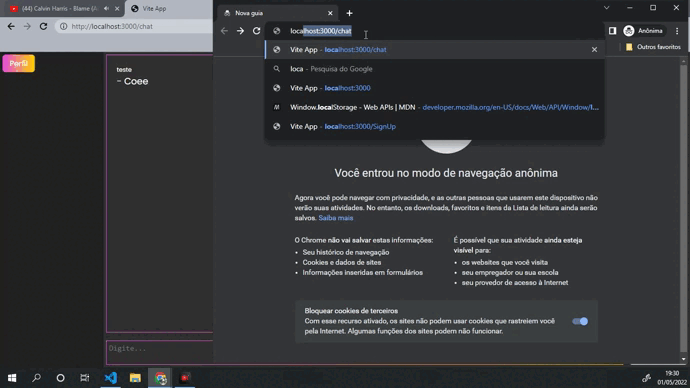 (44) Calvin Harris - Blame (A
Vite App
http://localhost:3000/chat
Perfil
teste
- Coee
Digite...
Nova guia
localhost:3000/chat
Anônima
Outros favoritos
Vite App - localhost:3000/chat
loca - Pesquisa do Google
Vite App - localhost:3000
Window.localStorage - Web APIs | MDN - developer.mozilla.org/en-US/docs/Web/API/Window/l...
Vite App - localhost:3000/SignUp
Você entrou no modo de navegação anônima
Agora você pode navegar com privacidade, e as outras pessoas que usarem este dispositivo não
verão suas atividades. No entanto, os downloads, favoritos e itens da Lista de leitura ainda serão
salvos. Saiba mais
O Chrome não vai salvar estas informações:
• Seu histórico de navegação
• Cookies e dados de sites
• Informações inseridas em formulários
É possível que sua atividade ainda esteja
visível para:
• os websites que você visita
• seu empregador ou sua escola
• seu provedor de acesso à Internet
Bloquear cookies de terceiros
Com esse recurso ativado, os sites não podem usar cookies que rastreiem você
pela Internet. Algumas funções dos sites podem não funcionar.
19:30
01/05/2022